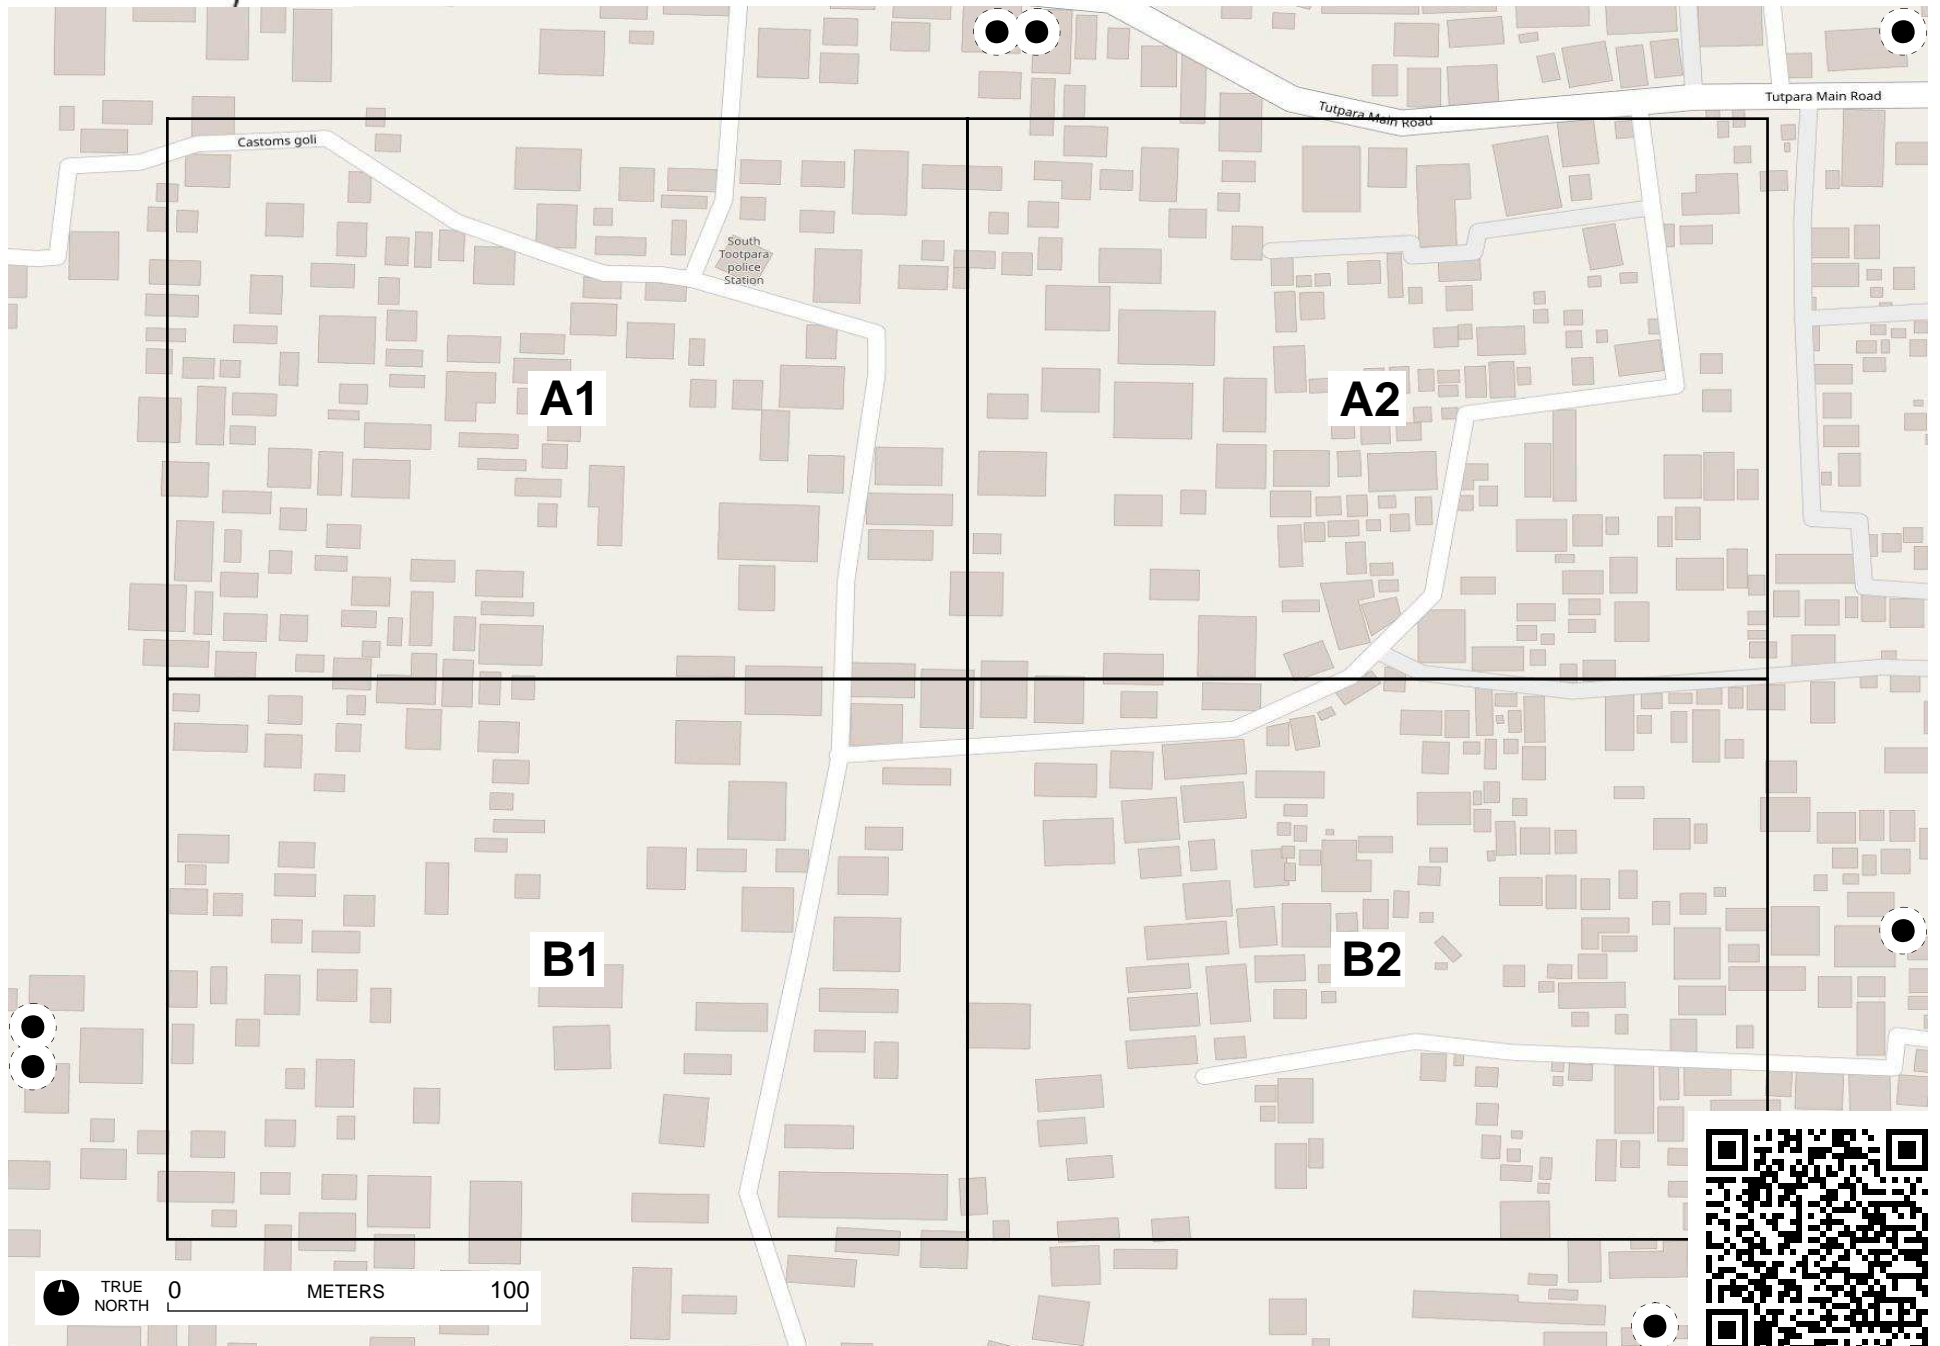 Tutpara Main Road
Tutpara Main Road
Castoms goli
South
Tootpara
police
Station
A1
A2
B1
B2
TRUE
NORTH
0
METERS
100